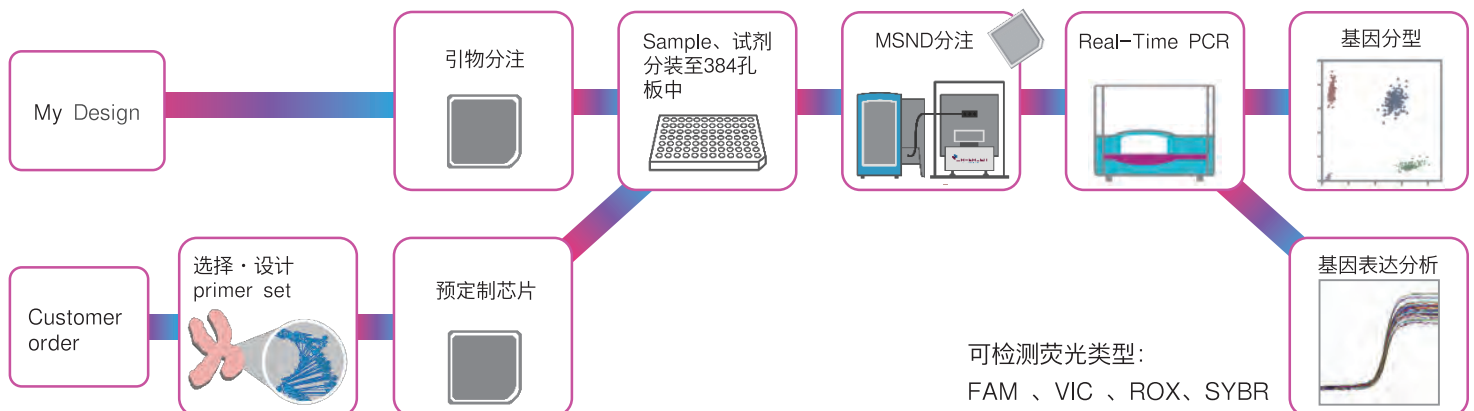 My Design
引物分注
Sample、试剂
分装至384孔
板中
MSND分注
Real-Time PCR
基因分型
Customer
order
选择·设计
primer set
预定制芯片
基因表达分析
可检测荧光类型:
FAM 、VIC 、ROX、SYBR